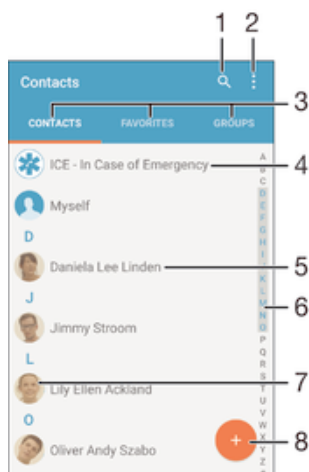 1 2
Contacts
3
CONTACTS FAVORITES GROUPS
ICE - In Case of Emergency 4
Myself
D
Daniela Lee Linden 5
J
6
Jimmy Stroom
L
7
Lily Ellen Ackland
O
8
Oliver Andy Szabo
A
B
C
D
E
F
G
H
I
J
K
L
M
N
O
P
Q
R
S
T
U
V
W
X
Y
Z